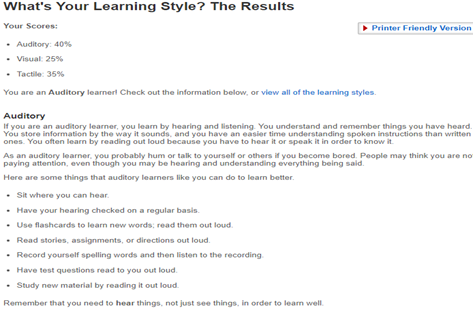 What's Your Learning Style? The Results
Your Scores:
Printer Friendly Version
Auditory: 40%
Visual: 25%
Tactile: 35%
You are an Auditory learner! Check out the information below, or view all of the learning styles.
Auditory
If you are an auditory learner, you learn by hearing and listening. You understand and remember things you have heard.
You store information by the way it sounds, and you have an easier time understanding spoken instructions than written
ones. You often learn by reading out loud because you have to hear it or speak it in order to know it.
As an auditory learner, you probably hum or talk to yourself or others if you become bored. People may think you are not
paying attention, even though you may be hearing and understanding everything being said.
Here are some things that auditory learners like you can do to learn better.
Sit where you can hear.
Have your hearing checked on a regular basis.
Use flashcards to learn new words; read them out loud.
Read stories, assignments, or directions out loud.
Record yourself spelling words and then listen to the recording.
Have test questions read to you out loud.
Study new material by reading it out loud.
Remember that you need to hear things, not just see things, in order to learn well.